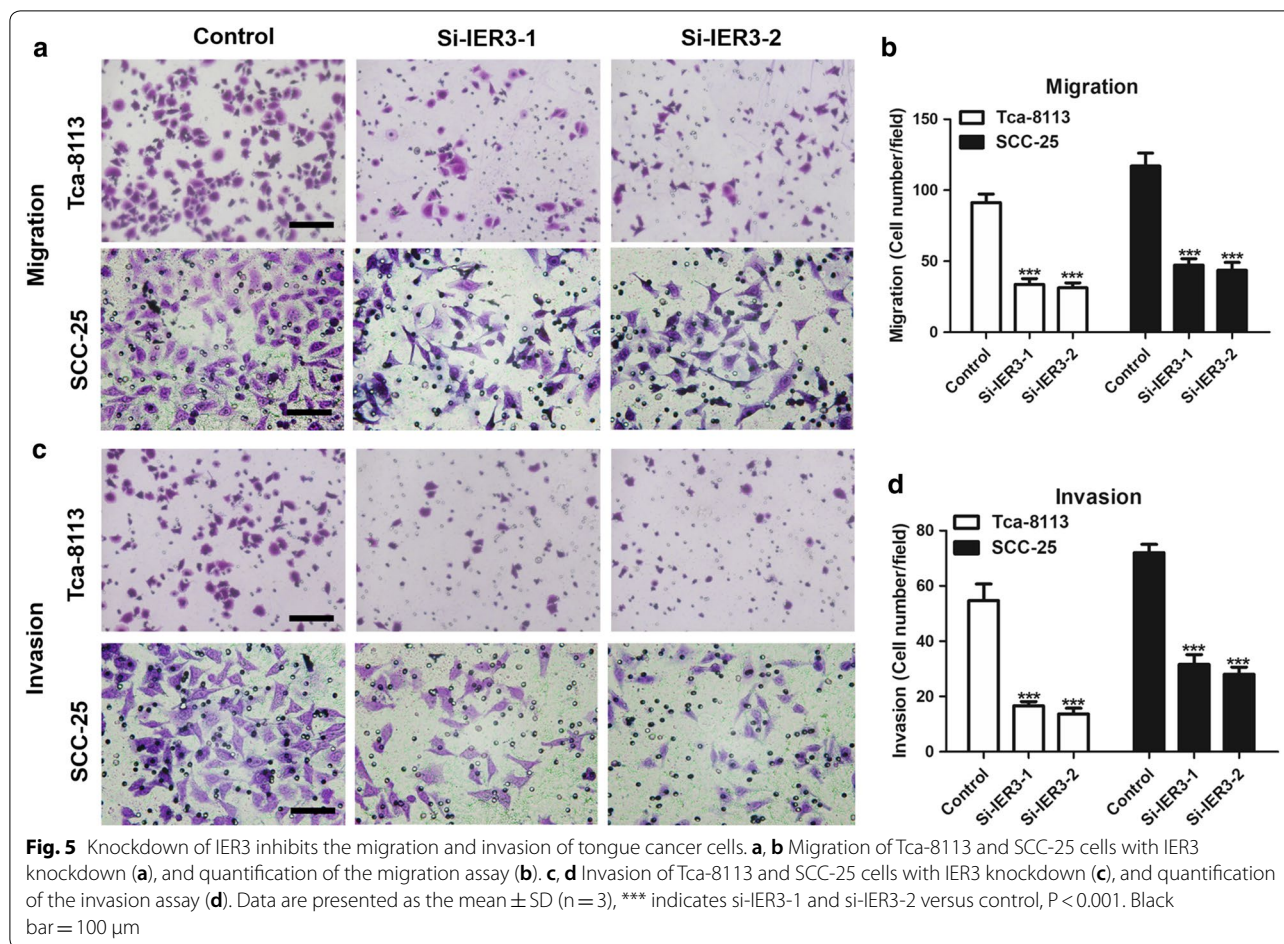 a
Control Si-IER3-1 Si-IER3-2
Migration
Tca-8113
SCC-25
b
Migration
Tca-8113
SCC-25
Migration (Cell number/field)
150
100
50
0
*** *** *** ***
Control Si-IER3-1 Si-IER3-2 Control Si-IER3-1 Si-IER3-2
c
Invasion
Tca-8113
SCC-25
d
Invasion
Tca-8113
SCC-25
Invasion (Cell number/field)
80
60
40
20
0
*** *** *** ***
Control Si-IER3-1 Si-IER3-2 Control Si-IER3-1 Si-IER3-2
Fig. 5 Knockdown of IER3 inhibits the migration and invasion of tongue cancer cells. a, b Migration of Tca-8113 and SCC-25 cells with IER3
knockdown (a), and quantification of the migration assay (b). c, d Invasion of Tca-8113 and SCC-25 cells with IER3 knockdown (c), and quantification
of the invasion assay (d). Data are presented as the mean ± SD (n = 3), *** indicates si-IER3-1 and si-IER3-2 versus control, P < 0.001. Black
bar = 100 μm